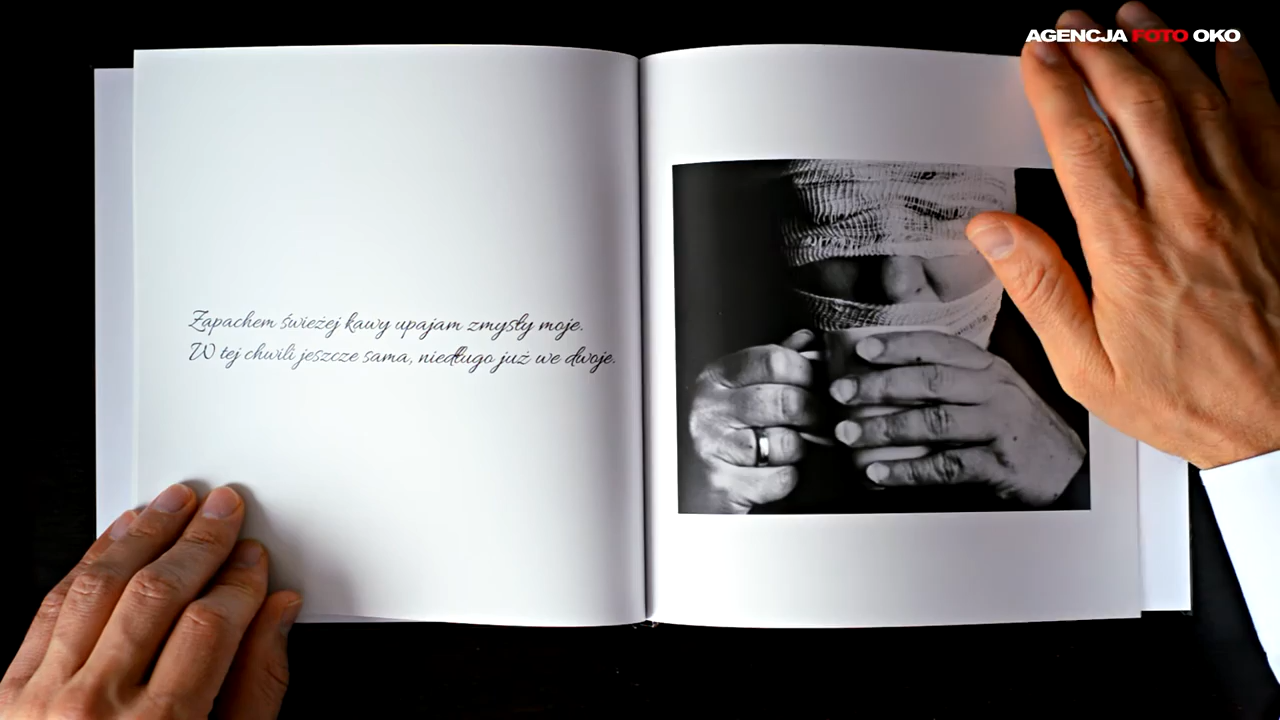 AGENCJA FOTO OKO
Zapachem świeżej kawy upajam zmysły moje.
W tej chwili jeszcze sama, niedługo już we dwoje.